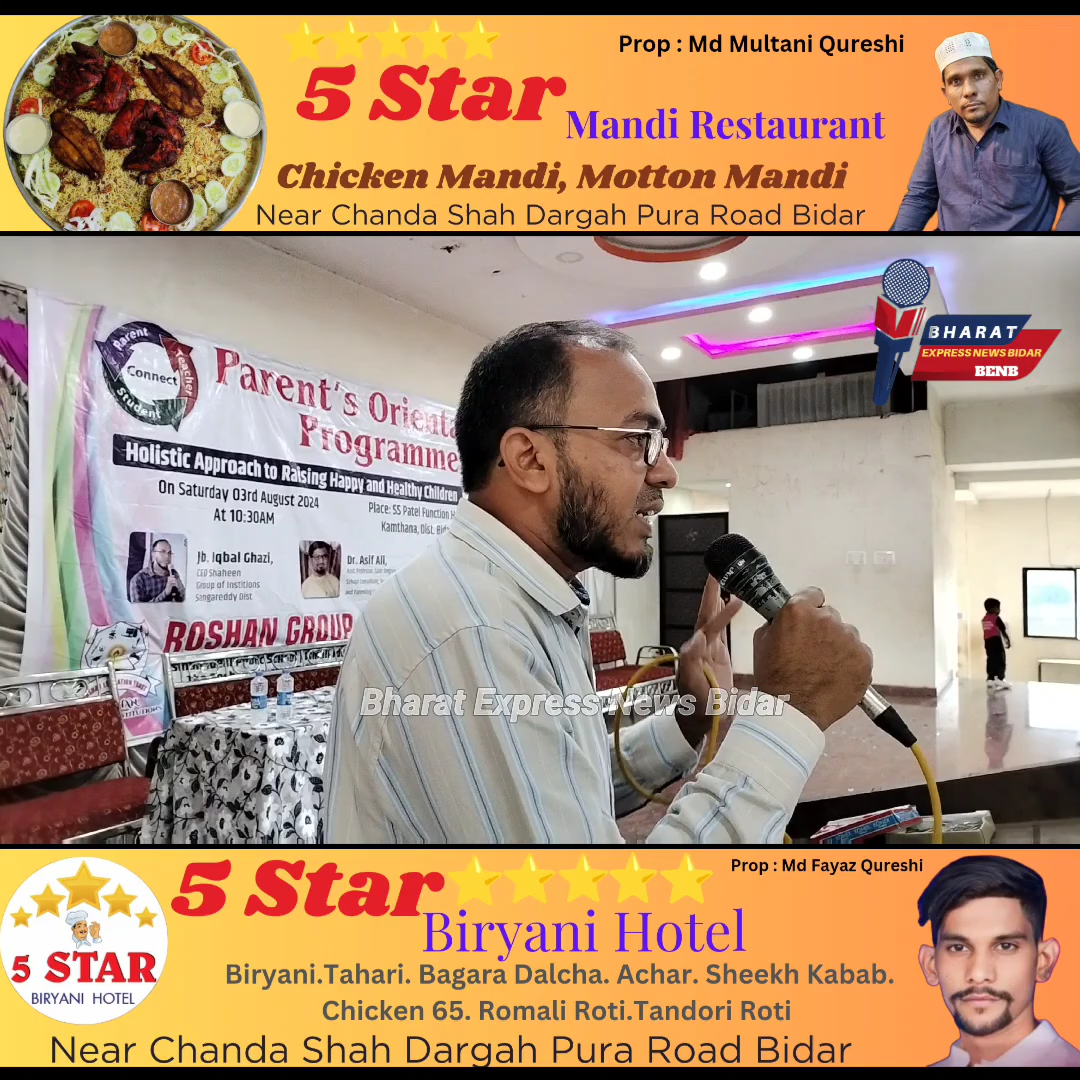 Prop : Md Multani Qureshi
5 Star
Mandi Restaurant
Chicken Mandi, Motton Mandi
Near Chanda Shah Dargah Pura Road Bidar
BHARAT
EXPRESS NEWS BIDAR
BENB
Parent
Teacher
Connect
Student
Parent's Orienta
Programme
Holistic Approach to Raising Happy and Healthy Children
On Saturday 03rd August 2024
At 10:30AM
Place: SS Patel Function H
Kamthana, Dist. Bid
Jb. Iqbal Ghazi,
CEO Shaheen
Group of Instiitions
Sangareddy Dist
Dr. Asif Ali,
ROSHAN GROUP
Bharat Express News Bidar
Prop : Md Fayaz Qureshi
5 Star
Biryani Hotel
5 STAR
BIRYANI HOTEL
Biryani.Tahari. Bagara Dalcha. Achar. Sheekh Kabab.
Chicken 65. Romali Roti.Tandori Roti
Near Chanda Shah Dargah Pura Road Bidar